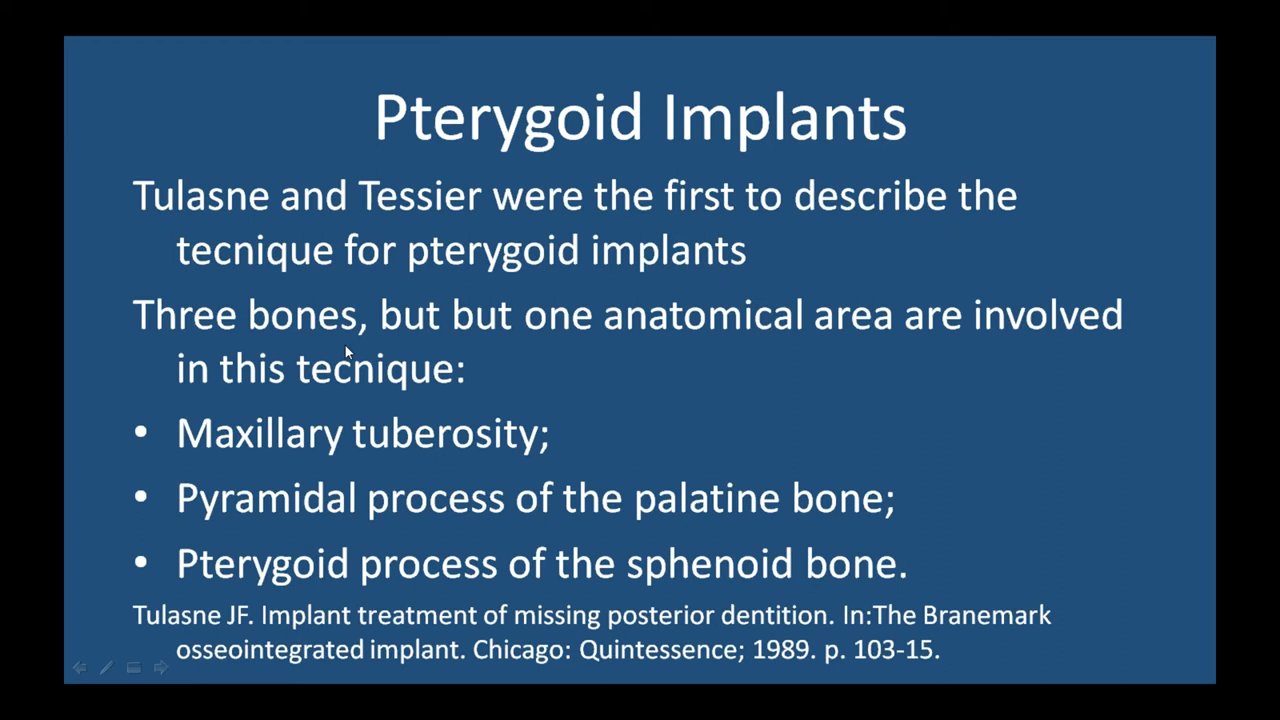 Pterygoid Implants
Tulasne and Tessier were the first to describe the
tecnique for pterygoid implants
Three bones, but but one anatomical area are involved
in this tecnique:
• Maxillary tuberosity;
• Pyramidal process of the palatine bone;
• Pterygoid process of the sphenoid bone.
Tulasne JF. Implant treatment of missing posterior dentition. In:The Branemark
osseointegrated implant. Chicago: Quintessence; 1989. p. 103-15.